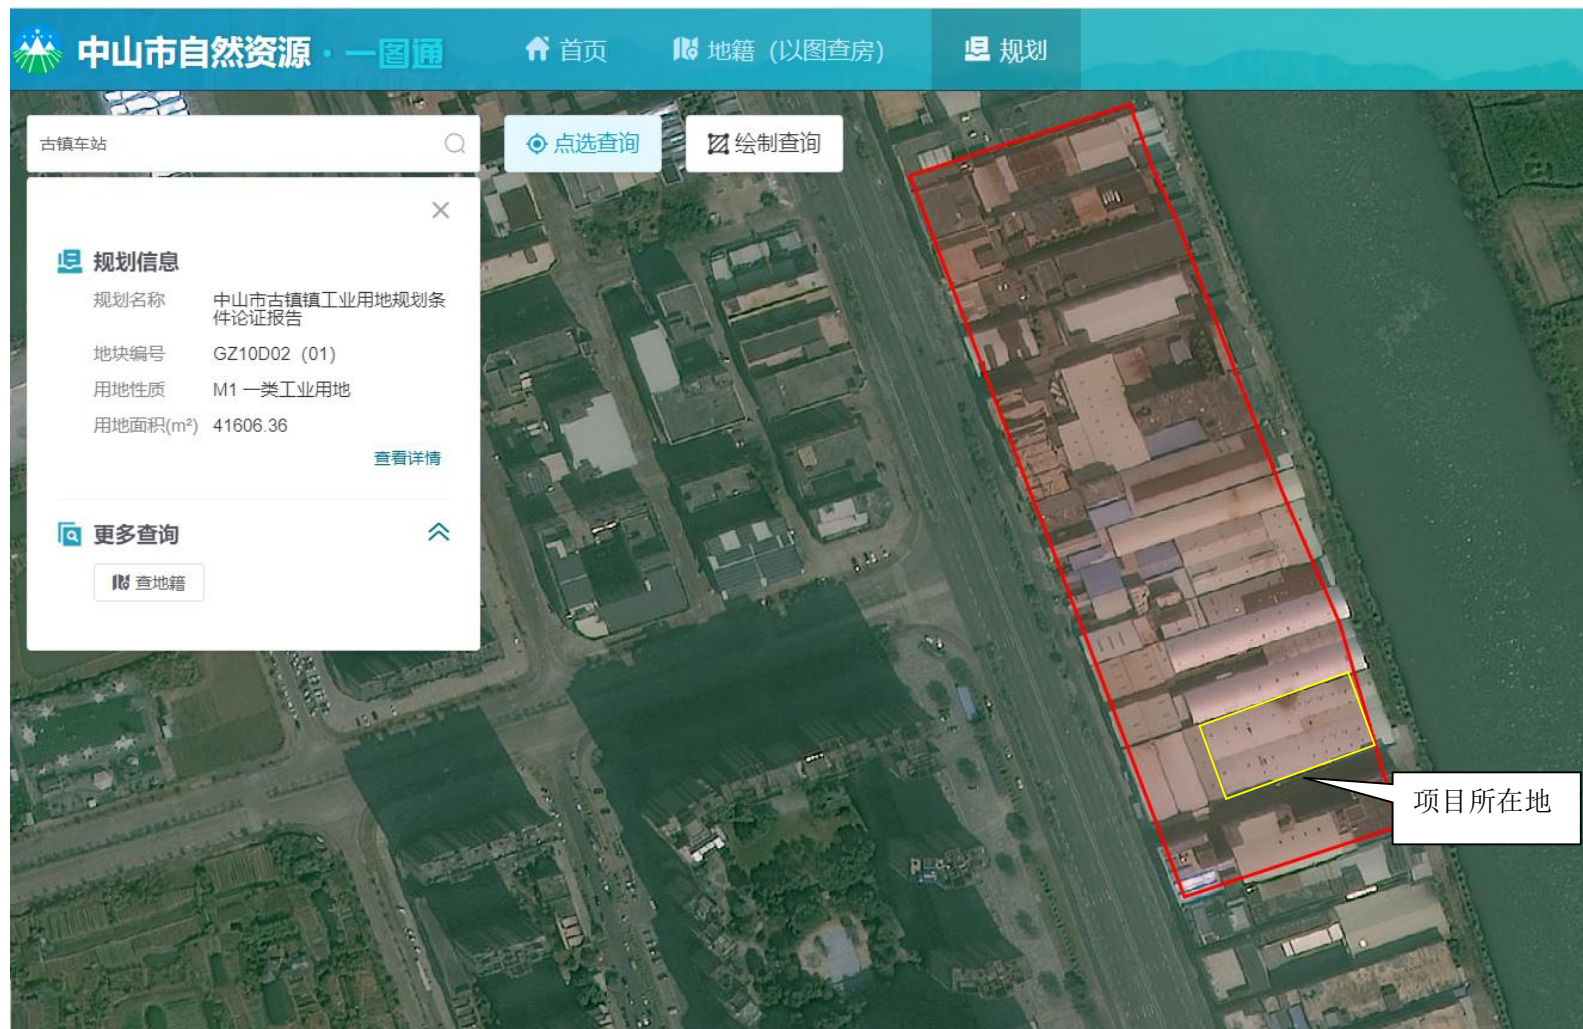 中山市自然资源·一图通
首页
地籍（以图查房）
规划
古镇车站
点选查询
绘制查询
规划信息
规划名称
中山市古镇镇工业用地规划条
件论证报告
地块编号
GZ10D02（01）
用地性质
M1 一类工业用地
用地面积(m²)
41606.36
查看详情
更多查询
查地籍
项目所在地